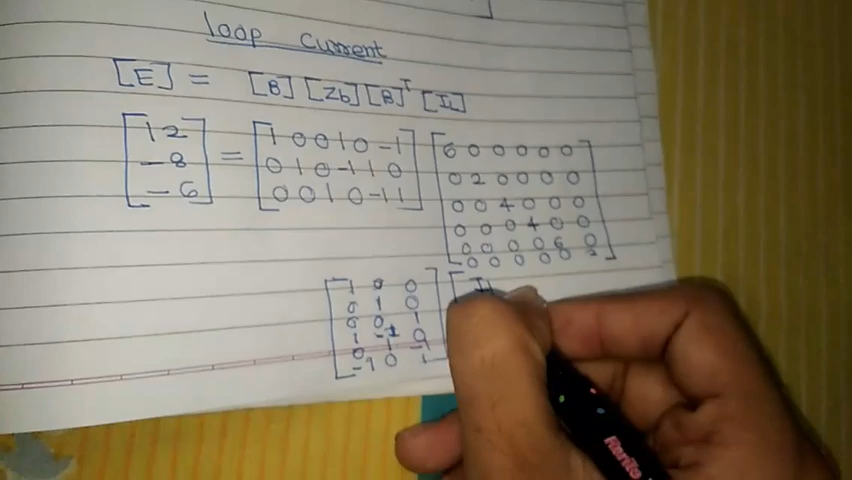 loop current
[E] = [B] [Zb] [B]ᵀ [IL]
[12] = [1 0 0 1 0 -1] [6 0 0 0 0 0]
[-8] [0 1 0 -1 1 0] [0 2 0 0 0 0]
[-6] [0 0 1 0 -1 1] [0 0 4 0 0 0]
[0 0 0 4 0 0]
[0 0 0 0 6 0]
[0 0 0 0 0 2]
[1 0 0] [I1
[0 1 0]
[0 0 1]
[1 -1 0]
[0 1 -1]
[-1 0 1]